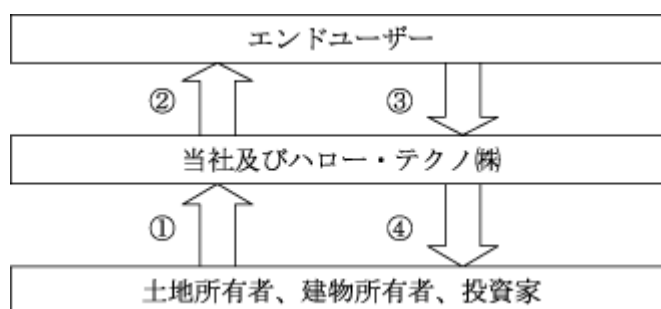 エンドユーザー
② ③
当社及びハロー・テクノ㈱
① ④
土地所有者、建物所有者、投資家